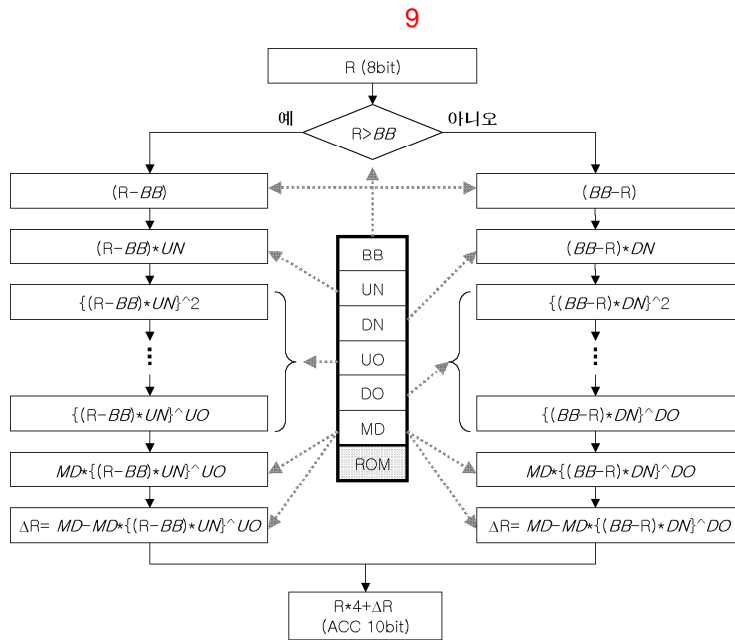 9
R (8bit)
예
R>BB
아니오
(R-BB)
(BB-R)
(R-BB)*UN
(BB-R)*DN
{(R-BB)*UN}^2
{(BB-R)*DN}^2
{(R-BB)*UN}^UO
{(BB-R)*DN}^DO
MD*{(R-BB)*UN}^UO
MD*{(BB-R)*DN}^DO
ΔR= MD-MD*{(R-BB)*UN}^UO
ΔR= MD-MD*{(BB-R)*DN}^DO
BB
UN
DN
UO
DO
MD
ROM
R*4+ΔR
(ACC 10bit)